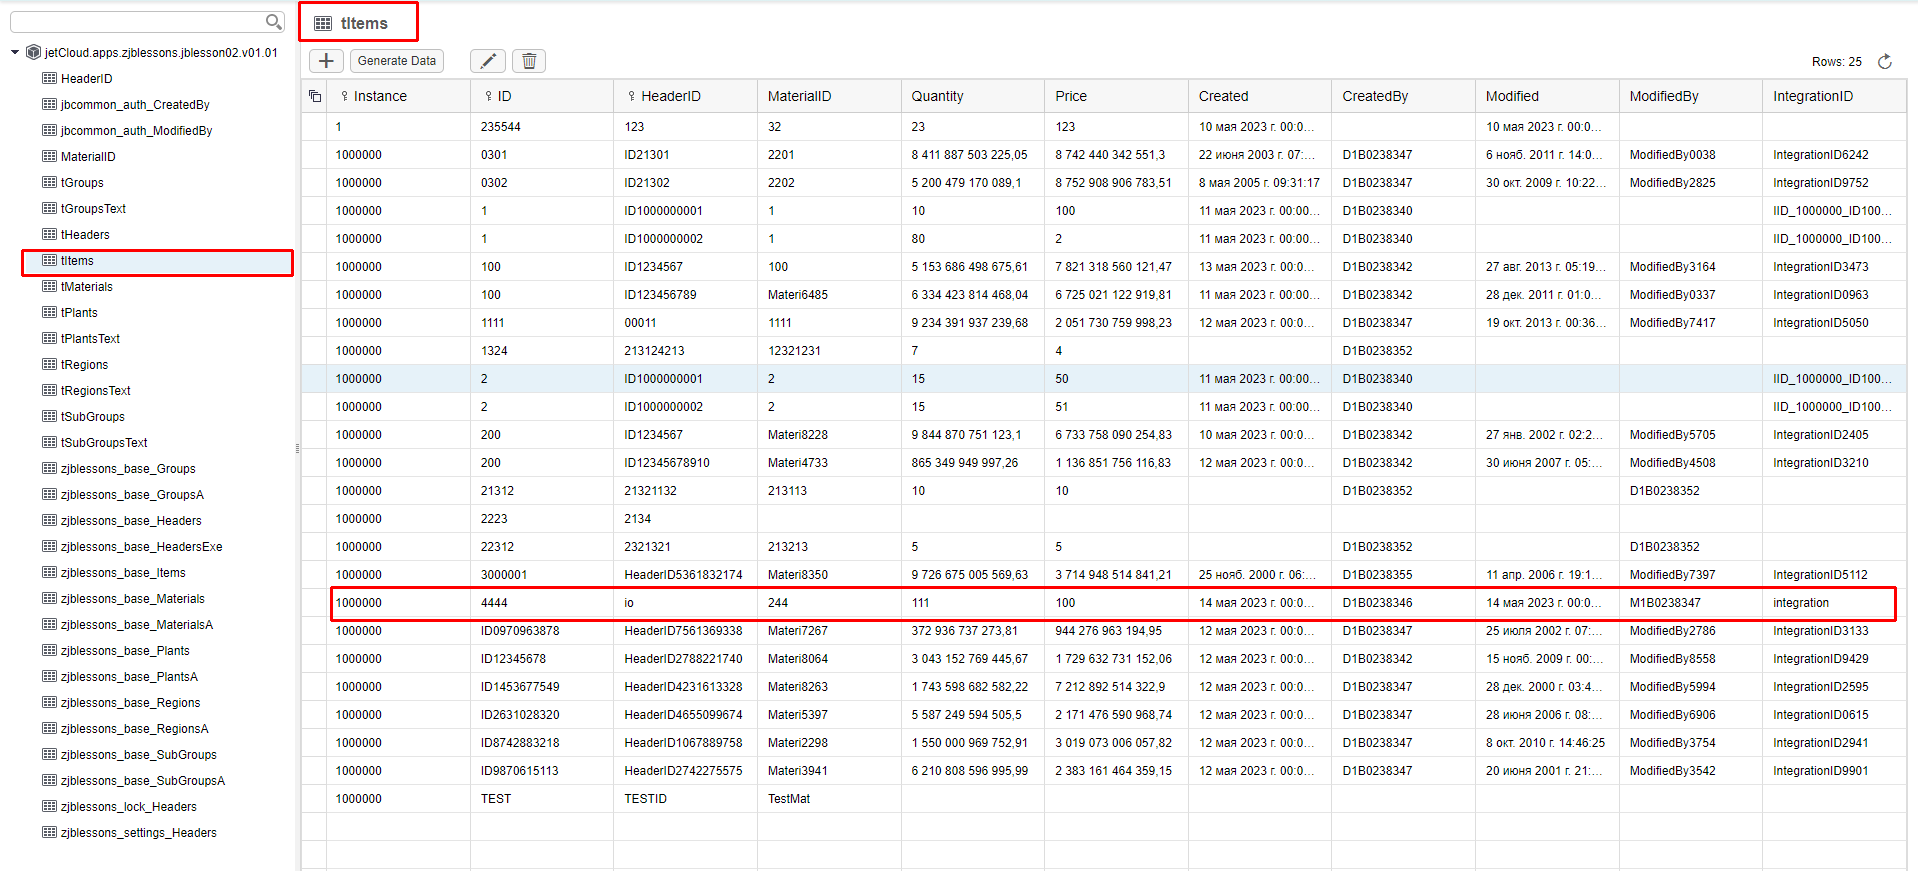 jetCloud.apps.zjblessons.jblesson02.v01.01
HeaderID
jbcommon_auth_CreatedBy
jbcommon_auth_ModifiedBy
MaterialID
tGroups
tGroupsText
tHeaders
tItems
tMaterials
tPlants
tPlantsText
tRegions
tRegionsText
tSubGroups
tSubGroupsText
zjblessons_base_Groups
zjblessons_base_GroupsA
zjblessons_base_Headers
zjblessons_base_HeadersExe
zjblessons_base_Items
zjblessons_base_Materials
zjblessons_base_MaterialsA
zjblessons_base_Plants
zjblessons_base_PlantsA
zjblessons_base_Regions
zjblessons_base_RegionsA
zjblessons_base_SubGroups
zjblessons_base_SubGroupsA
zjblessons_lock_Headers
zjblessons_settings_Headers
tItems
Generate Data Rows: 25
Instance ID HeaderID MaterialID Quantity Price Created CreatedBy Modified ModifiedBy IntegrationID
1 235544 123 32 23 123 10 мая 2023 г. 00:0... 10 мая 2023 г. 00:0...
1000000 0301 ID21301 2201 8 411 887 503 225,05 8 742 440 342 551,3 22 июня 2003 г. 07:... D1B0238347 6 нояб. 2011 г. 14:0... ModifiedBy0038 IntegrationID6242
1000000 0302 ID21302 2202 5 200 479 170 089,1 8 752 908 906 783,51 8 мая 2005 г. 09:31:17 D1B0238347 30 окт. 2009 г. 10:22... ModifiedBy2825 IntegrationID9752
1000000 1 ID1000000001 1 10 100 11 мая 2023 г. 00:00... D1B0238340 IID_1000000_ID100...
1000000 1 ID1000000002 1 80 2 11 мая 2023 г. 00:00... D1B0238340 IID_1000000_ID100...
1000000 100 ID1234567 100 5 153 686 498 675,61 7 821 318 560 121,47 13 мая 2023 г. 00:0... D1B0238342 27 авг. 2013 г. 05:19... ModifiedBy3164 IntegrationID3473
1000000 100 ID123456789 Materi6485 6 334 423 814 468,04 6 725 021 122 919,81 11 мая 2023 г. 00:0... D1B0238342 28 дек. 2011 г. 01:0... ModifiedBy0337 IntegrationID0963
1000000 1111 00011 1111 9 234 391 937 239,68 2 051 730 759 998,23 12 мая 2023 г. 00:0... D1B0238347 19 окт. 2013 г. 00:36... ModifiedBy7417 IntegrationID5050
1000000 1324 213124213 12321231 7 4 D1B0238352
1000000 2 ID1000000001 2 15 50 11 мая 2023 г. 00:00... D1B0238340 IID_1000000_ID100...
1000000 2 ID1000000002 2 15 51 11 мая 2023 г. 00:00... D1B0238340 IID_1000000_ID100...
1000000 200 ID1234567 Materi8228 9 844 870 751 123,1 6 733 758 090 254,83 10 мая 2023 г. 00:0... D1B0238342 27 янв. 2002 г. 02:2... ModifiedBy5705 IntegrationID2405
1000000 200 ID12345678910 Materi4733 865 349 949 997,26 1 136 851 756 116,83 12 мая 2023 г. 00:0... D1B0238342 30 июня 2007 г. 05:... ModifiedBy4508 IntegrationID3210
1000000 21312 21321132 213113 10 10 D1B0238352 D1B0238352
1000000 2223 2134
1000000 22312 2321321 213213 5 5 D1B0238352 D1B0238352
1000000 3000001 HeaderID5361832174 Materi8350 9 726 675 005 569,63 3 714 948 514 841,21 25 нояб. 2000 г. 06:... D1B0238355 11 апр. 2006 г. 19:1... ModifiedBy7397 IntegrationID5112
1000000 4444 io 244 111 100 14 мая 2023 г. 00:0... D1B0238346 14 мая 2023 г. 00:0... M1B0238347 integration
1000000 ID0970963878 HeaderID7561369338 Materi7267 372 936 737 273,81 944 276 963 194,95 12 мая 2023 г. 00:0... D1B0238347 25 июля 2002 г. 07:... ModifiedBy2786 IntegrationID3133
1000000 ID12345678 HeaderID2788221740 Materi8064 3 043 152 769 445,67 1 729 632 731 152,06 12 мая 2023 г. 00:0... D1B0238342 15 нояб. 2009 г. 00:... ModifiedBy8558 IntegrationID9429
1000000 ID1453677549 HeaderID4231613328 Materi8263 1 743 598 682 582,22 7 212 892 514 322,9 12 мая 2023 г. 00:0... D1B0238347 28 дек. 2000 г. 03:4... ModifiedBy5994 IntegrationID2595
1000000 ID2631028320 HeaderID4655099674 Materi5397 5 587 249 594 505,5 2 171 476 590 968,74 12 мая 2023 г. 00:0... D1B0238347 28 июня 2006 г. 08:... ModifiedBy6906 IntegrationID0615
1000000 ID8742883218 HeaderID1067889758 Materi2298 1 550 000 969 752,91 3 019 073 006 057,82 12 мая 2023 г. 00:0... D1B0238347 8 окт. 2010 г. 14:46:25 ModifiedBy3754 IntegrationID2941
1000000 ID9870615113 HeaderID2742275575 Materi3941 6 210 808 596 995,99 2 383 161 464 359,15 12 мая 2023 г. 00:0... D1B0238347 20 июня 2001 г. 21:... ModifiedBy3542 IntegrationID9901
1000000 TEST TESTID TestMat